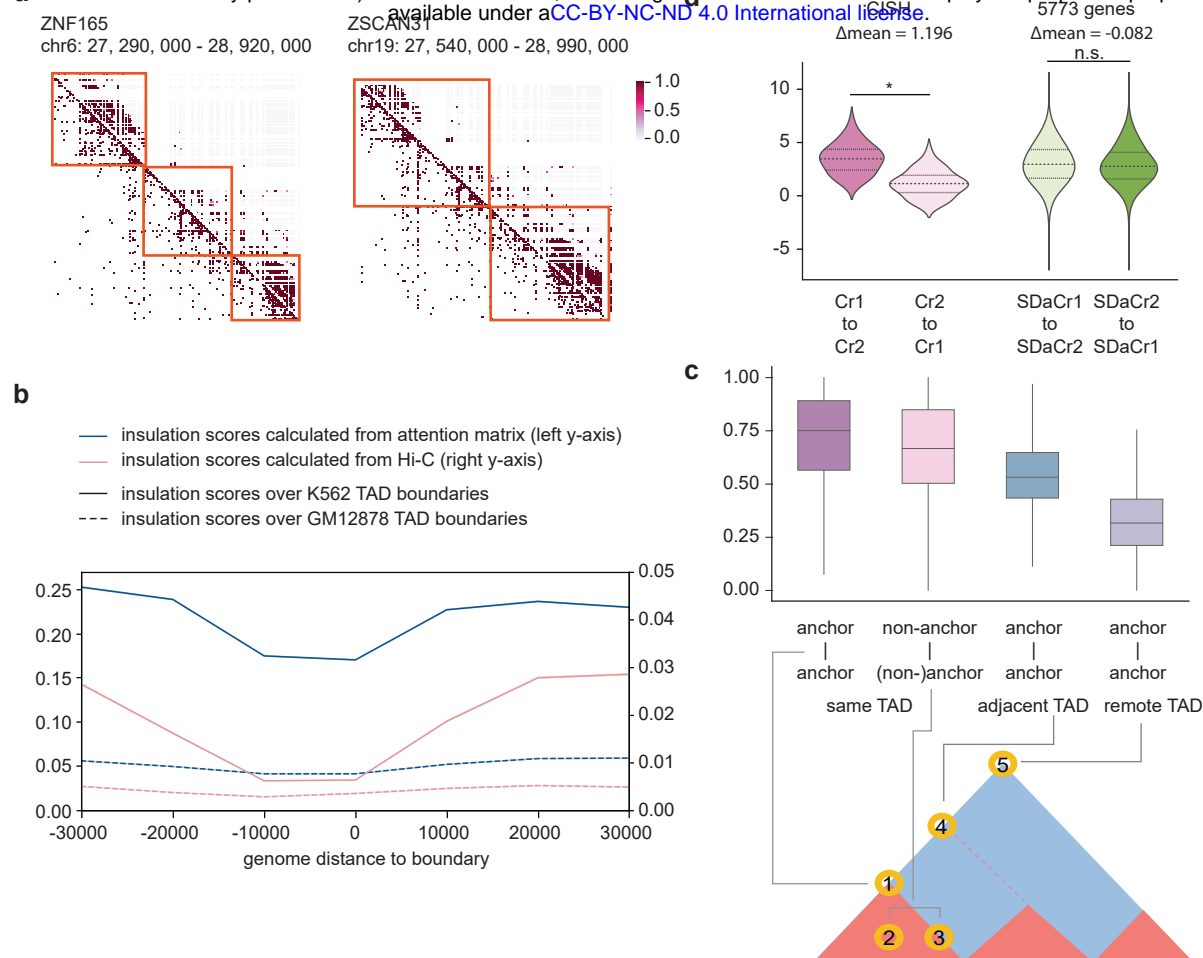 available under aCC-BY-NC-ND 4.0 International license.
ZNF165
chr6: 27, 290, 000 - 28, 920, 000
ZSCAN31
chr19: 27, 540, 000 - 28, 990, 000
1.0
0.5
0.0
d
CISH
Δmean = 1.196
5773 genes
Δmean = -0.082
n.s.
*
10
5
0
-5
Cr1
to
Cr2
Cr2
to
Cr1
SDaCr1
to
SDaCr2
SDaCr2
to
SDaCr1
b
insulation scores calculated from attention matrix (left y-axis)
insulation scores calculated from Hi-C (right y-axis)
insulation scores over K562 TAD boundaries
insulation scores over GM12878 TAD boundaries
0.25
0.20
0.15
0.10
0.05
0.00
0.05
0.04
0.03
0.02
0.01
0.00
-30000
-20000
-10000
0
10000
20000
30000
genome distance to boundary
c
1.00
0.75
0.50
0.25
0.00
anchor
anchor
non-anchor
(non-)anchor
anchor
anchor
anchor
anchor
same TAD
adjacent TAD
remote TAD
5
4
1
2
3